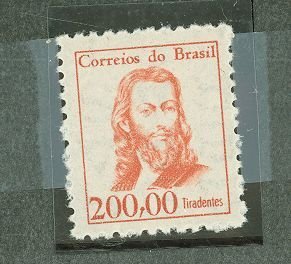 Correios do Brasil
200,00 Tiradentes